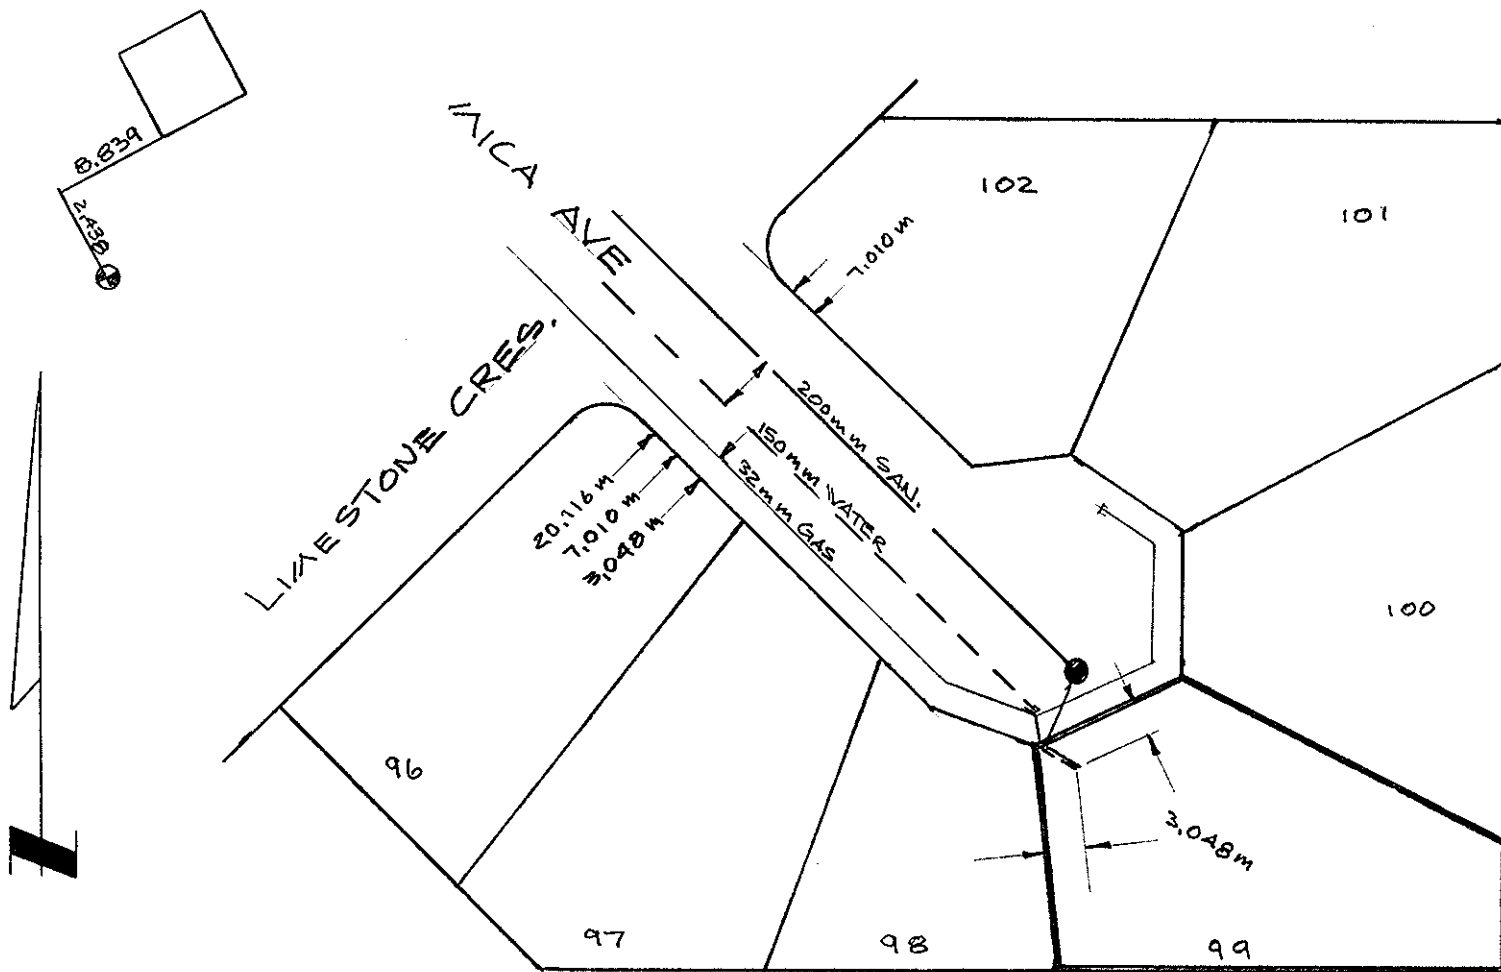 8.839
2.438
MICA AVE
102
101
7.010 m
LIMESTONE CRES.
200mm SAN.
150mm WATER
32mm GAS
20.116 m
7.010 m
3.048 m
100
96
3.048m
97
98
99